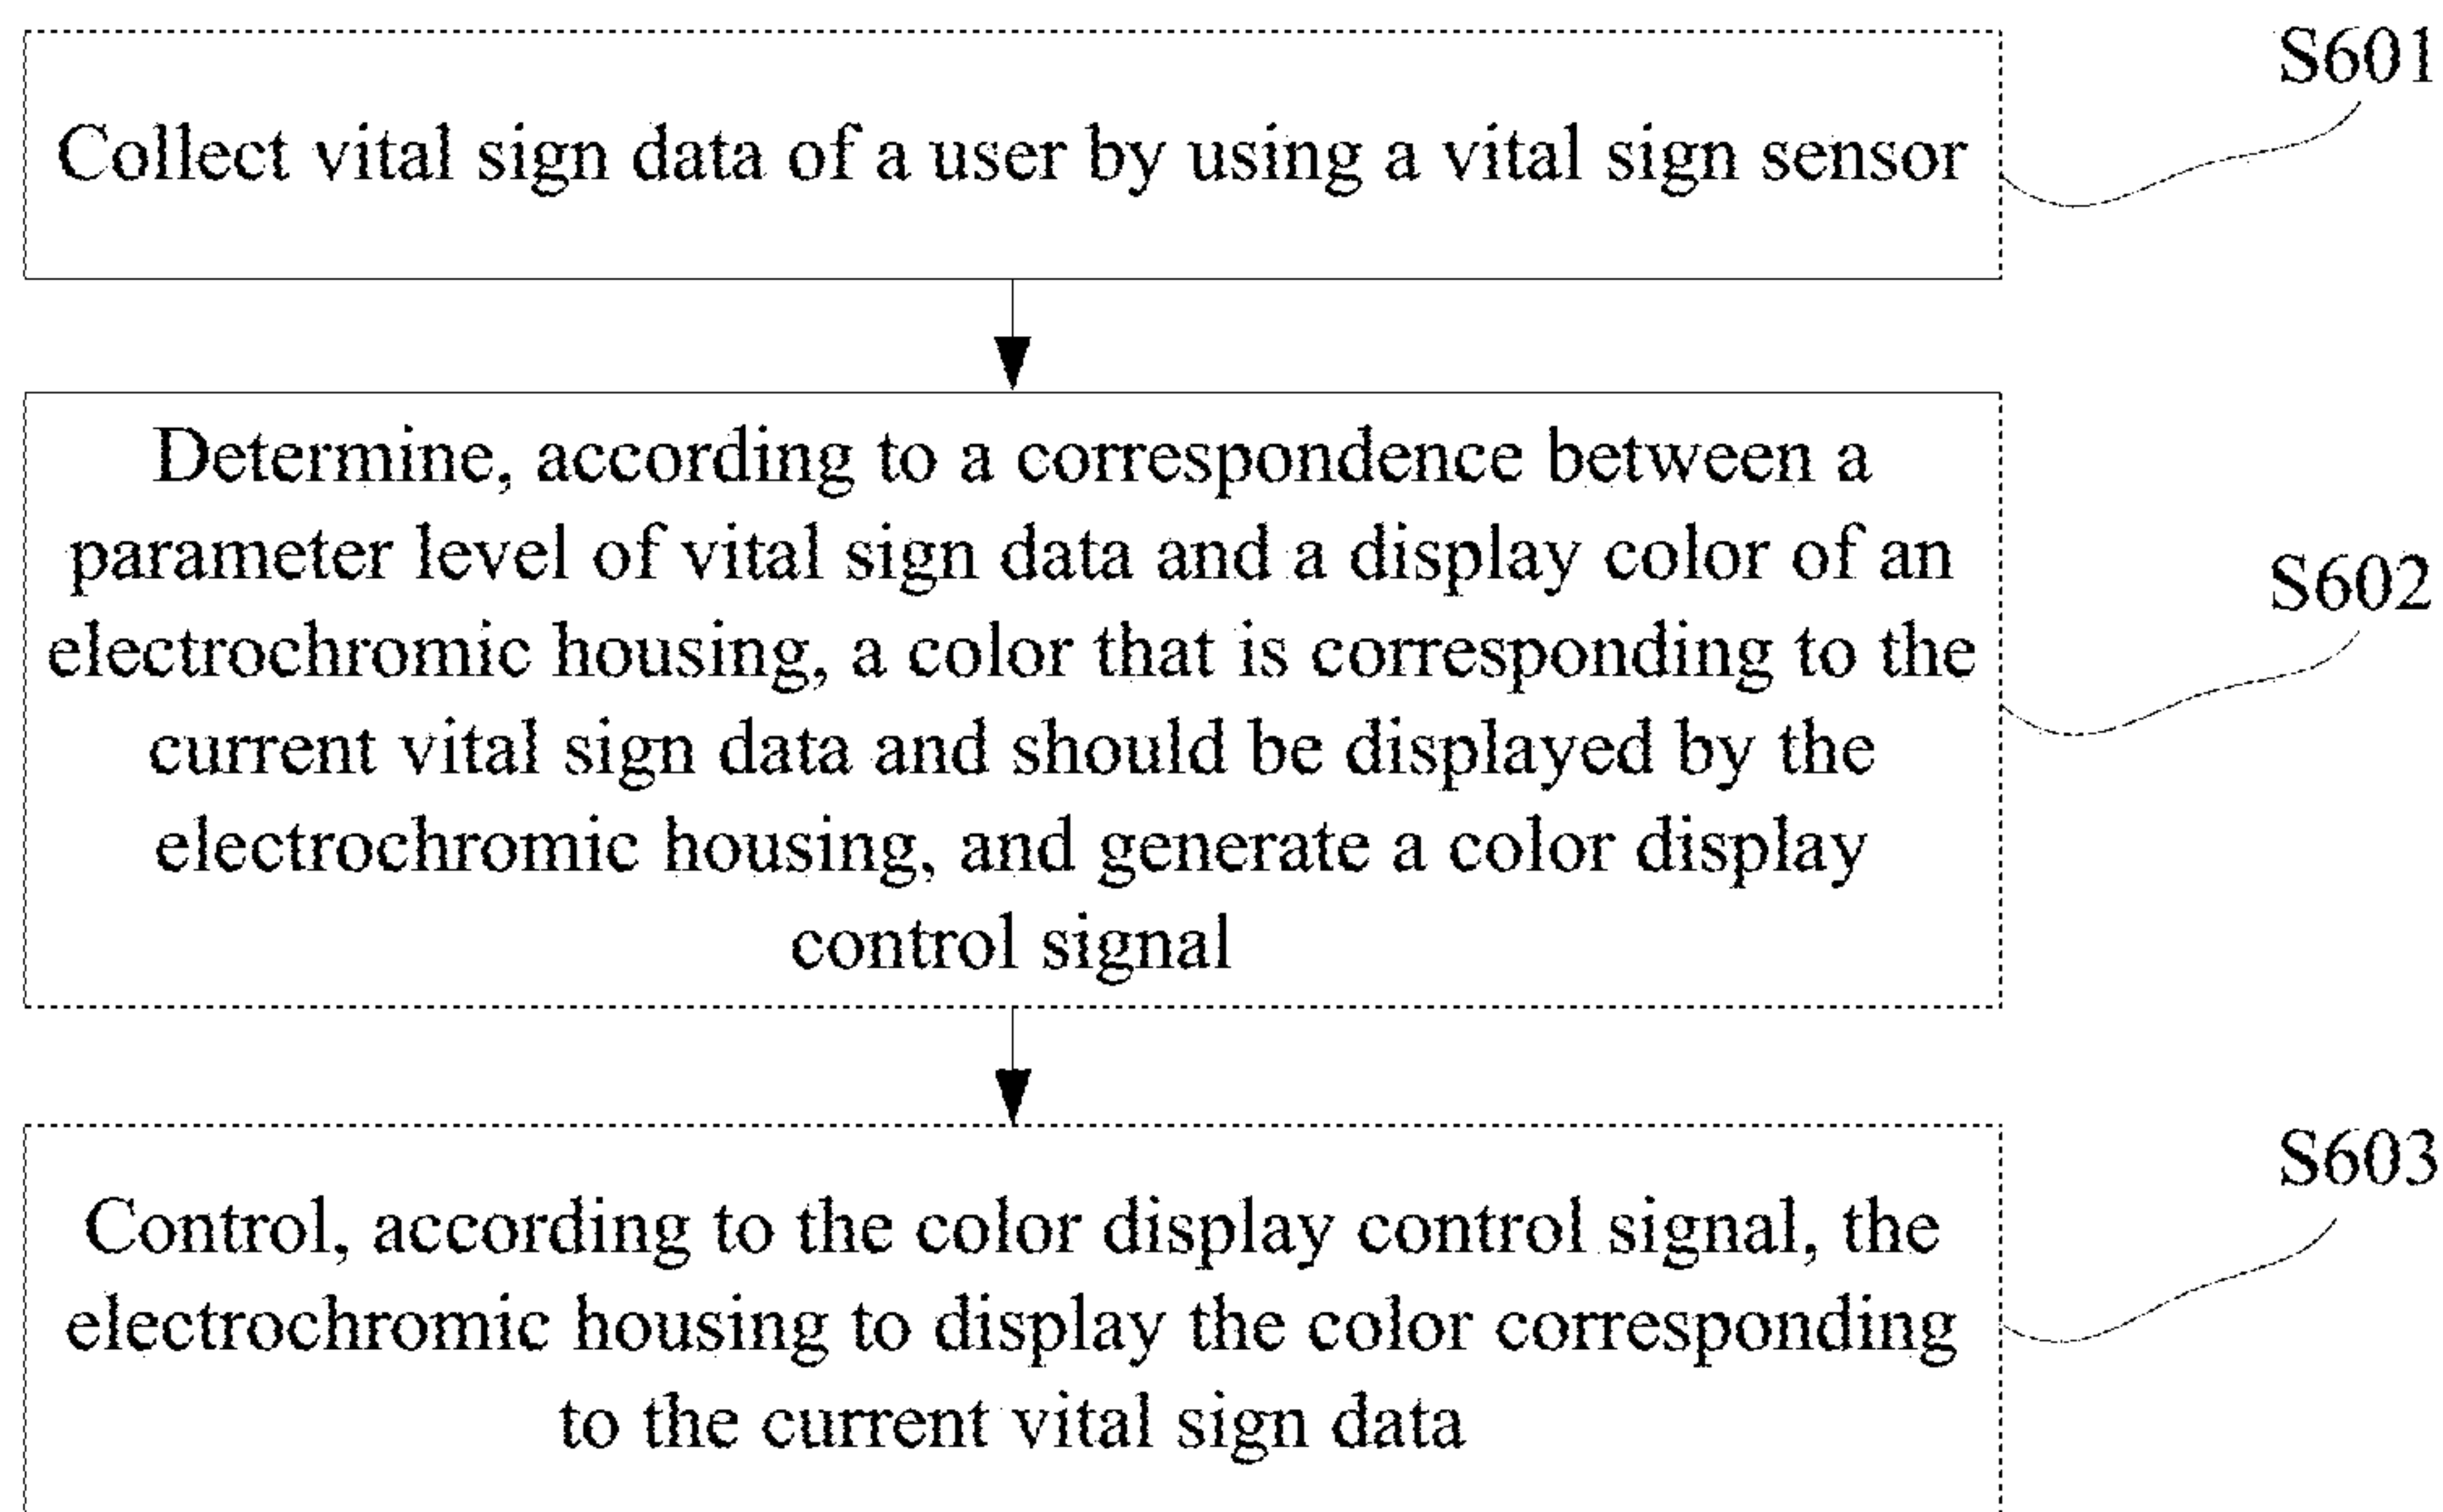 S601
Collect vital sign data of a user by using a vital sign sensor
Determine, according to a correspondence between a
parameter level of vital sign data and a display color of an
S602
electrochromic housing, a color that is corresponding to the
current vital sign data and should be displayed by the
electrochromic housing, and generate a color display
control signal
S603
Control, according to the color display control signal, the
electrochromic housing to display the color corresponding
to the current vital sign data